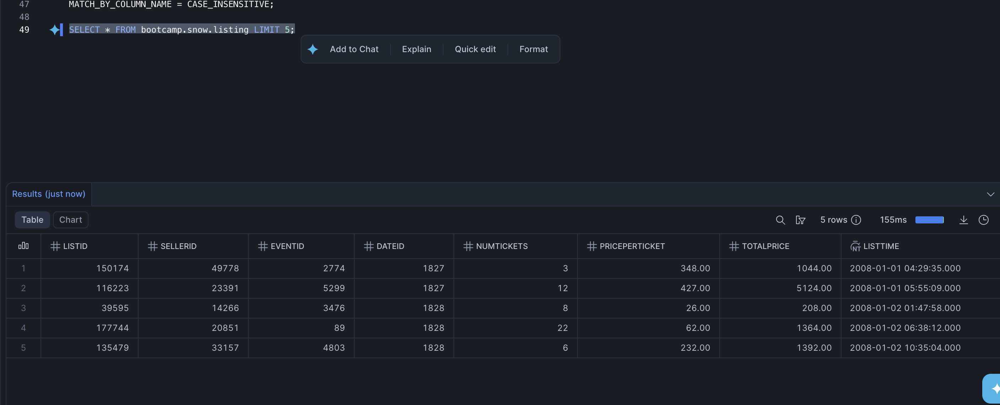 47 MATCH_BY_COLUMN_NAME = CASE_INSENSITIVE;
48
49 SELECT * FROM bootcamp.snow.listing LIMIT 5;
Add to Chat Explain Quick edit Format
Results (just now)
Table Chart 5 rows 155ms
LISTID SELLERID EVENTID DATEID NUMTICKETS PRICEPERTICKET TOTALPRICE NT LISTTIME
1 150174 49778 2774 1827 3 348.00 1044.00 2008-01-01 04:29:35.000
2 116223 23391 5299 1827 12 427.00 5124.00 2008-01-01 05:55:09.000
3 39595 14266 3476 1828 8 26.00 208.00 2008-01-02 01:47:58.000
4 177744 20851 89 1828 22 62.00 1364.00 2008-01-02 06:38:12.000
5 135479 33157 4803 1828 6 232.00 1392.00 2008-01-02 10:35:04.000